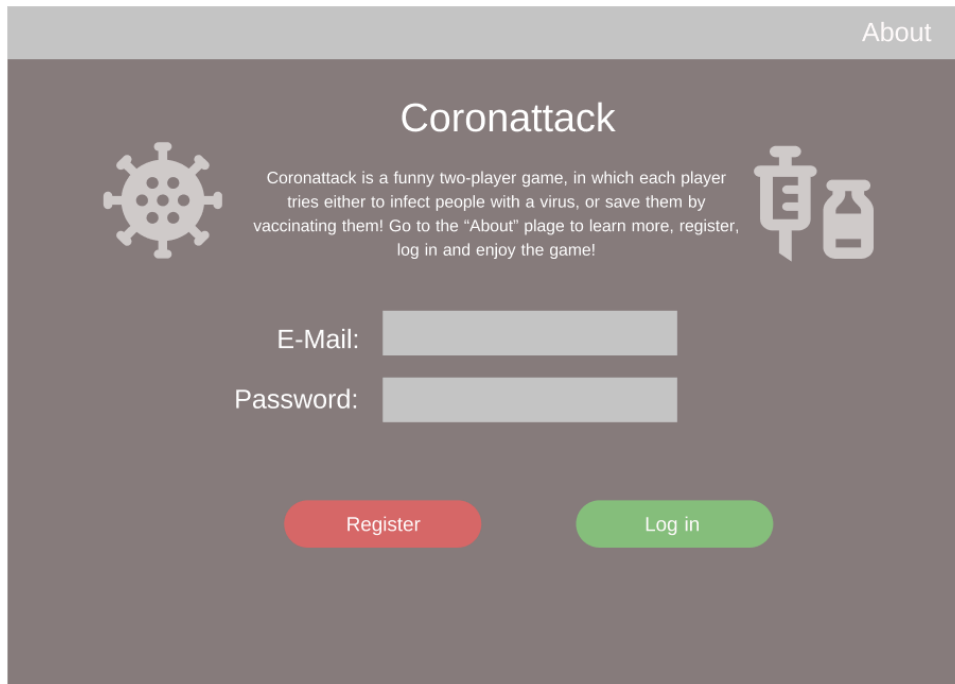 About
Coronattack
Coronattack is a funny two-player game, in which each player
tries either to infect people with a virus, or save them by
vaccinating them! Go to the “About” plage to learn more, register,
log in and enjoy the game!
E-Mail:
Password:
Register
Log in